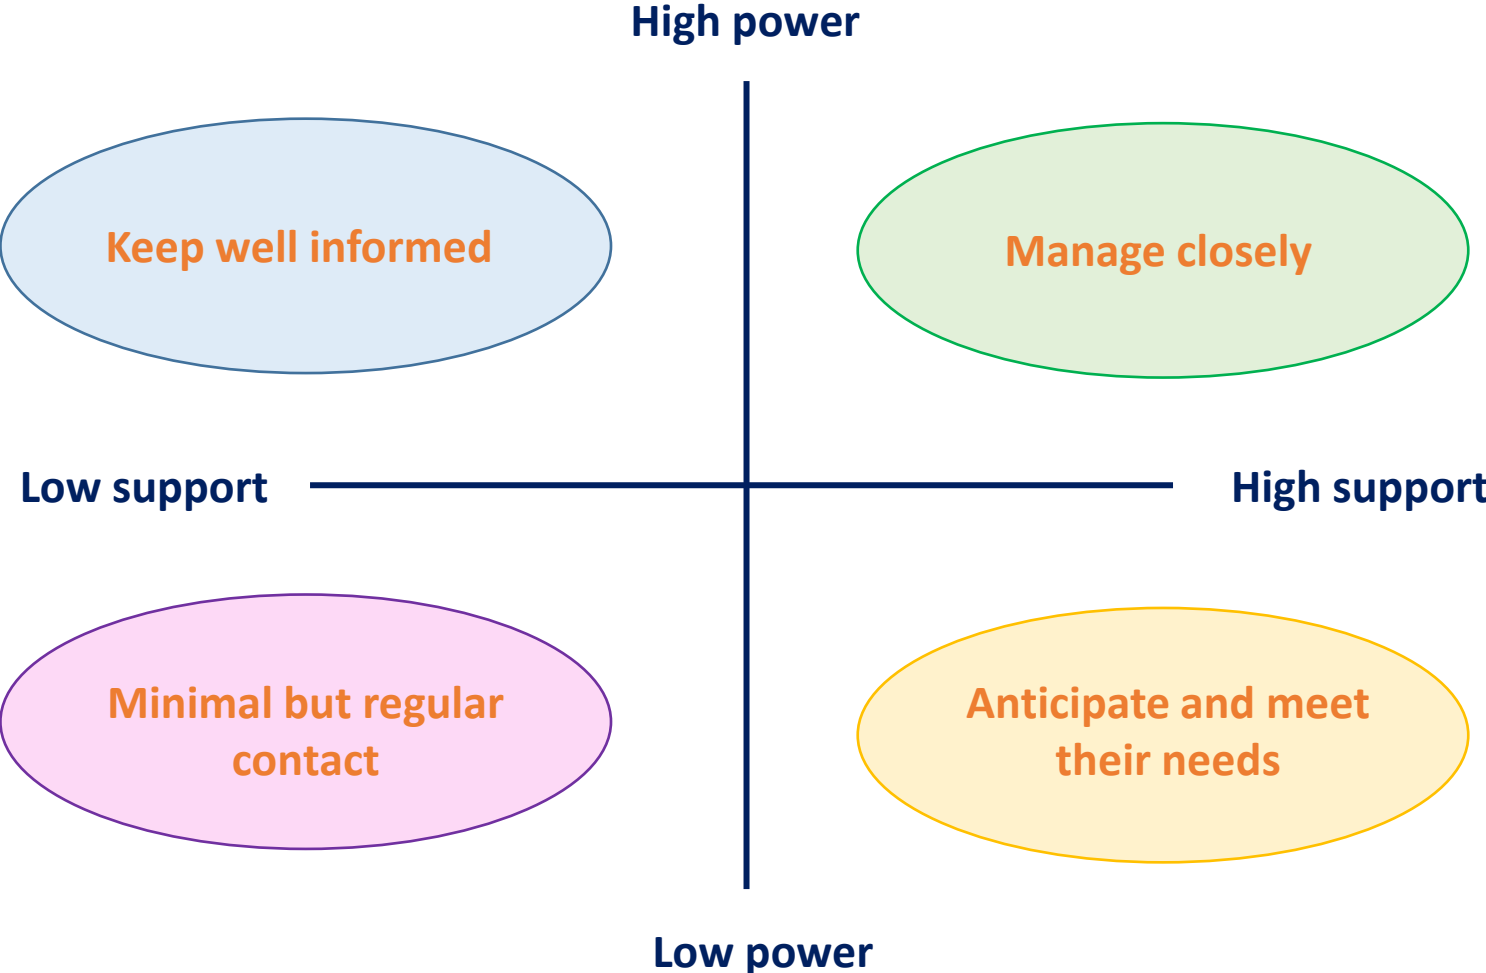 High power
Keep well informed
Manage closely
Low support
High support
Minimal but regular
contact
Anticipate and meet
their needs
Low power